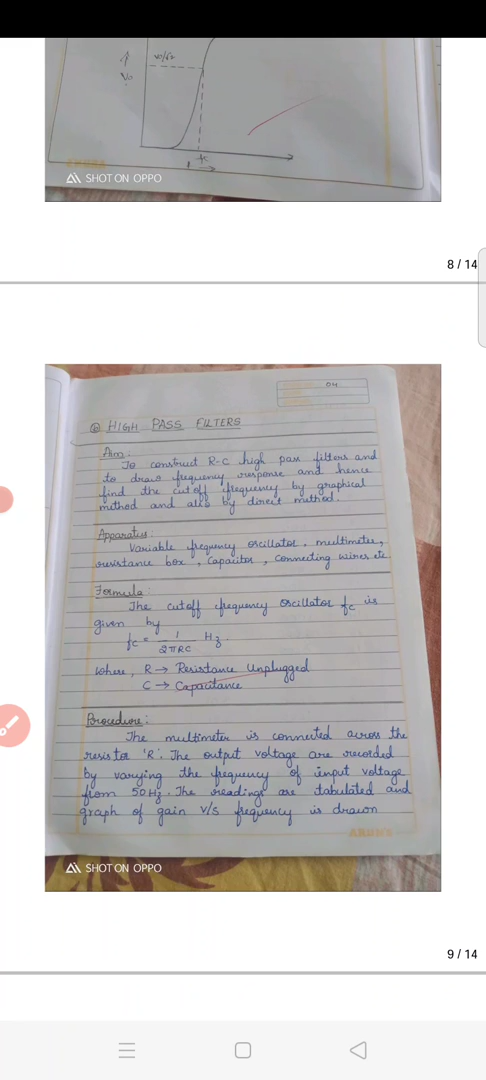 V0/√2
↑
V0
fc
f →
SHOT ON OPPO
8 / 14
04
⑥ HIGH PASS FILTERS
Aim:
To construct R-C high pass filters and
to draw frequency response and hence
find the cutoff frequency by graphical
method and also by direct method.
Apparatus:
Variable frequency oscillator, multimeter,
resistance box, Capacitor, connecting wires etc
Formula:
The cutoff frequency oscillator fc is
given by
fc = 1/2πRC Hz.
where, R → Resistance Unplugged
C → Capacitance
Procedure:
The multimeter is connected across the
resistor 'R'. The output voltage are recorded
by varying the frequency of input voltage
from 50Hz. The readings are tabulated and
graph of gain v/s frequency is drawn
ARUN'S
SHOT ON OPPO
9 / 14